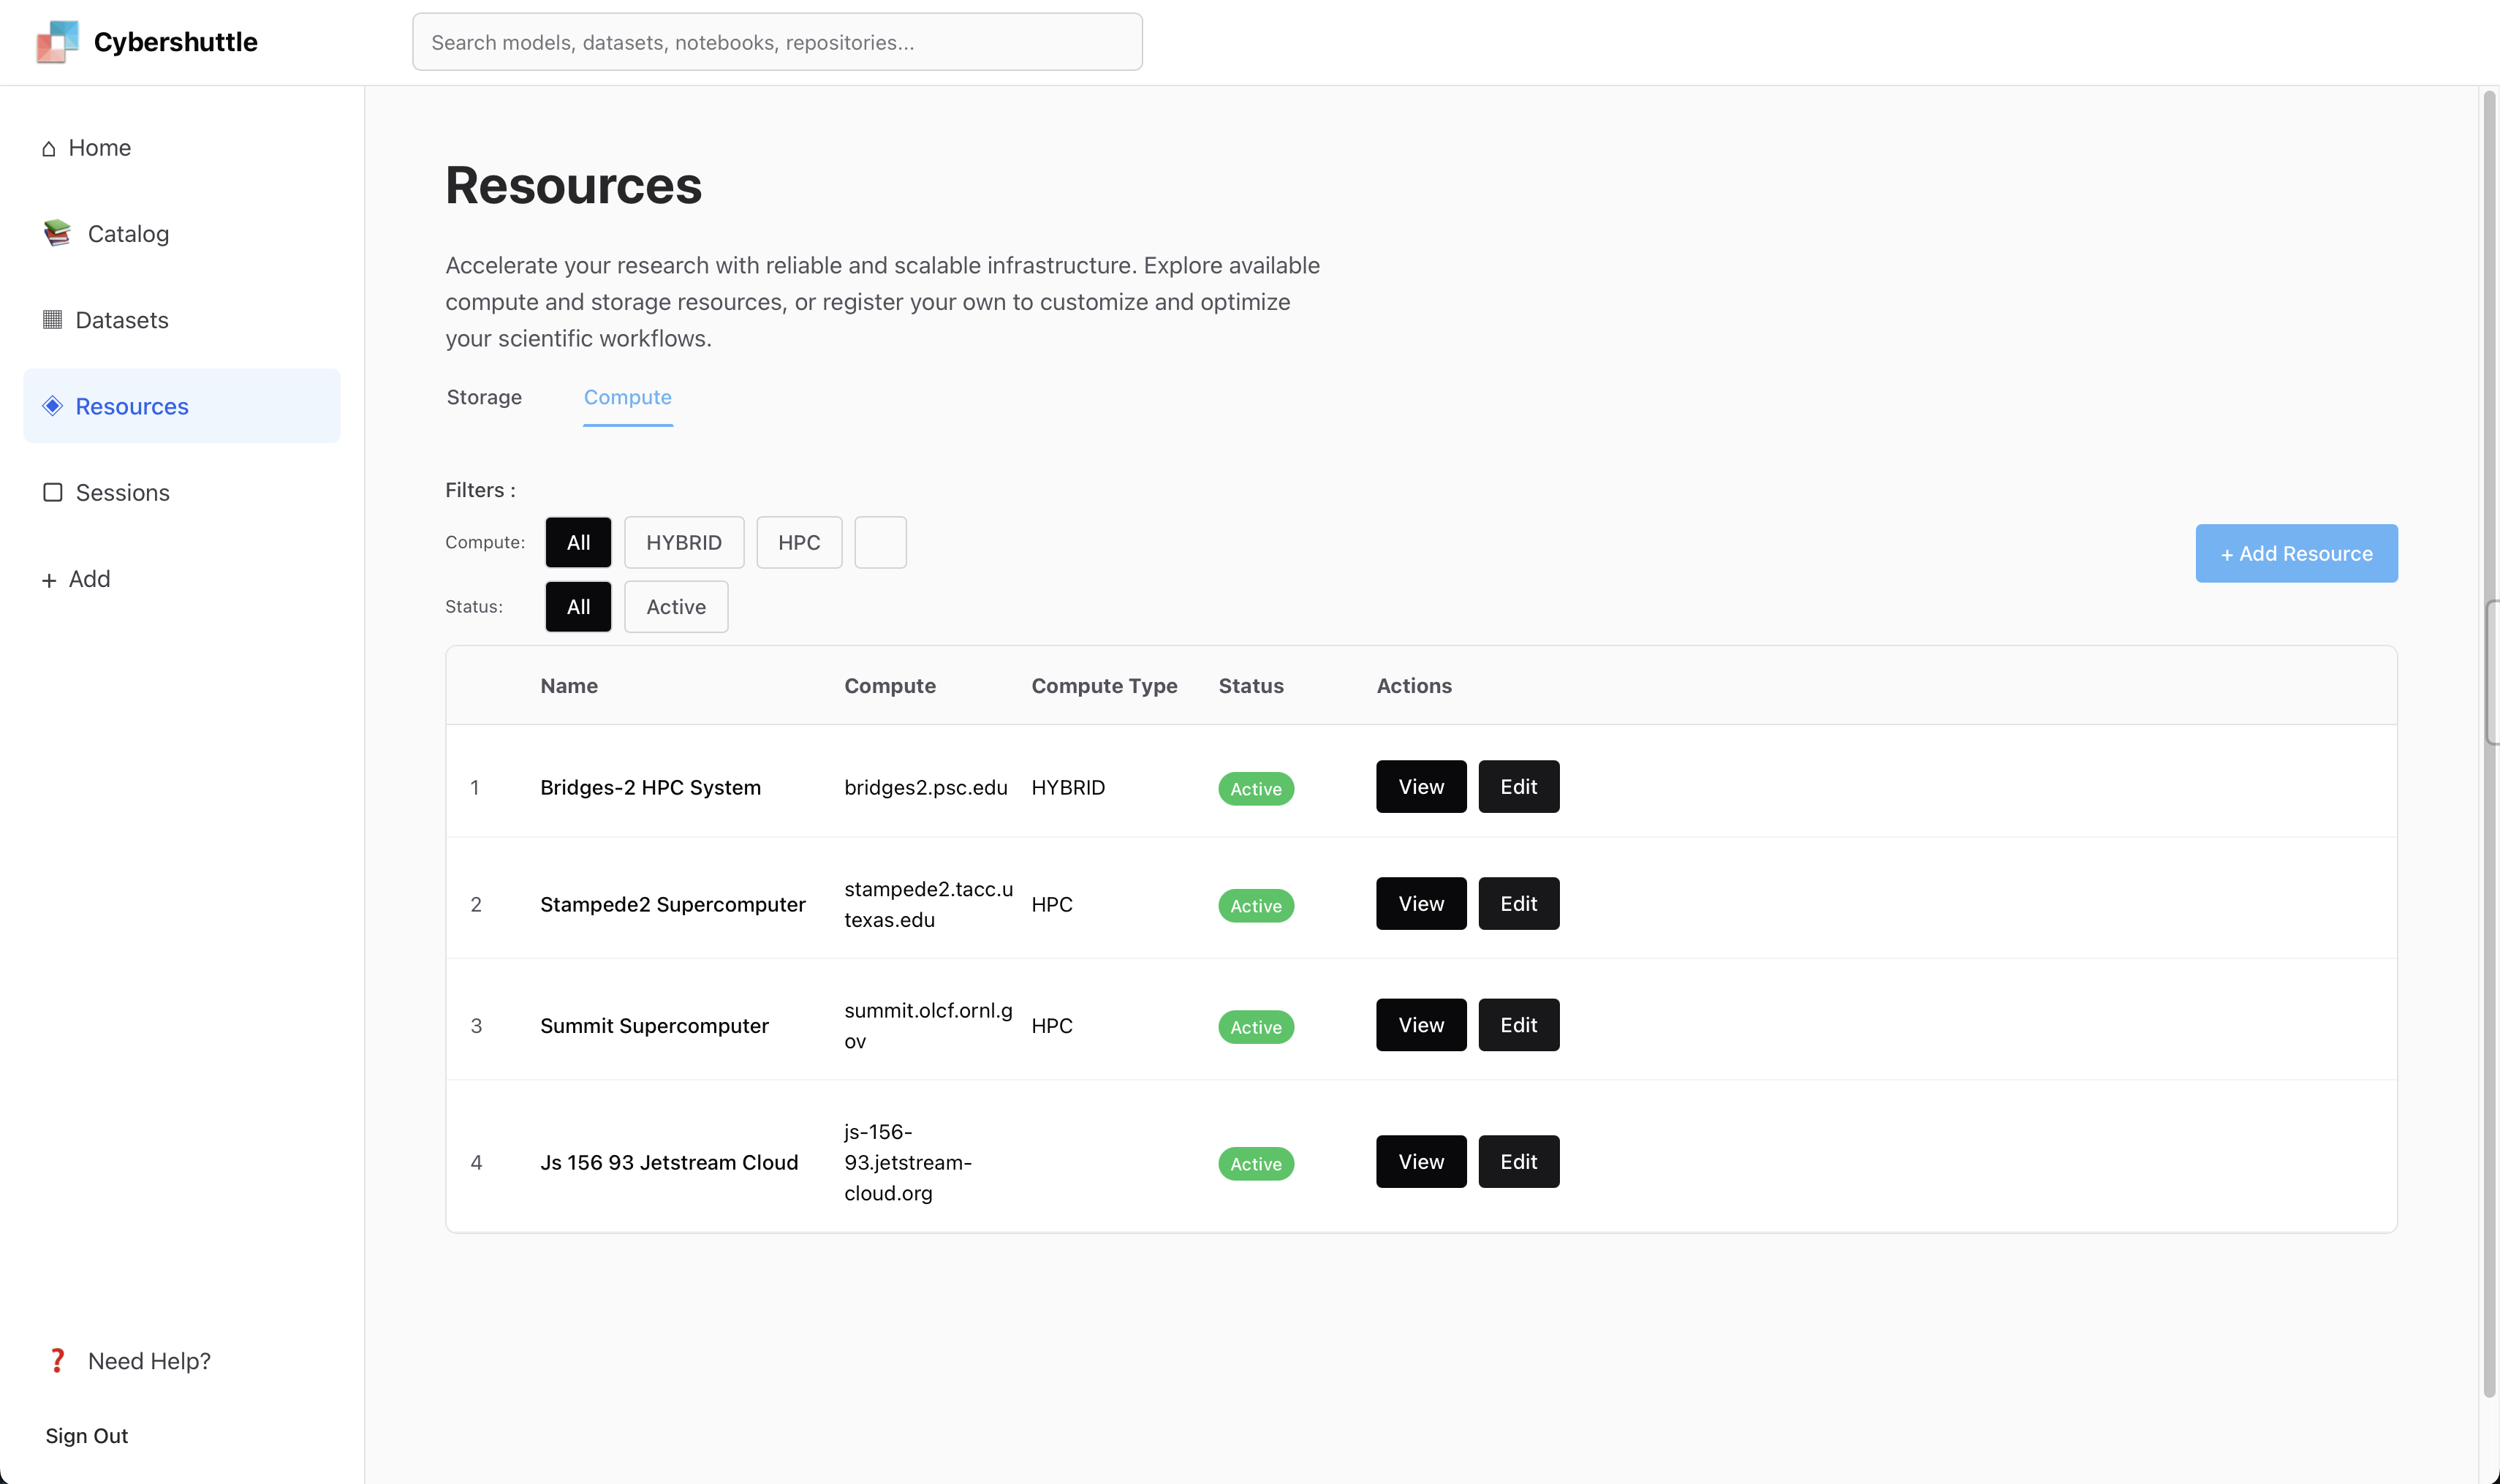 Cybershuttle
Search models, datasets, notebooks, repositories...
Home
Catalog
Datasets
Resources
Sessions
+ Add
Need Help?
Sign Out
Resources
Accelerate your research with reliable and scalable infrastructure. Explore available
compute and storage resources, or register your own to customize and optimize
your scientific workflows.
Storage Compute
Filters :
Compute: All HYBRID HPC
Status: All Active
+ Add Resource
Name Compute Compute Type Status Actions
1 Bridges-2 HPC System bridges2.psc.edu HYBRID Active View Edit
2 Stampede2 Supercomputer stampede2.tacc.u
texas.edu HPC Active View Edit
3 Summit Supercomputer summit.olcf.ornl.g
ov HPC Active View Edit
4 Js 156 93 Jetstream Cloud js-156-
93.jetstream-
cloud.org Active View Edit